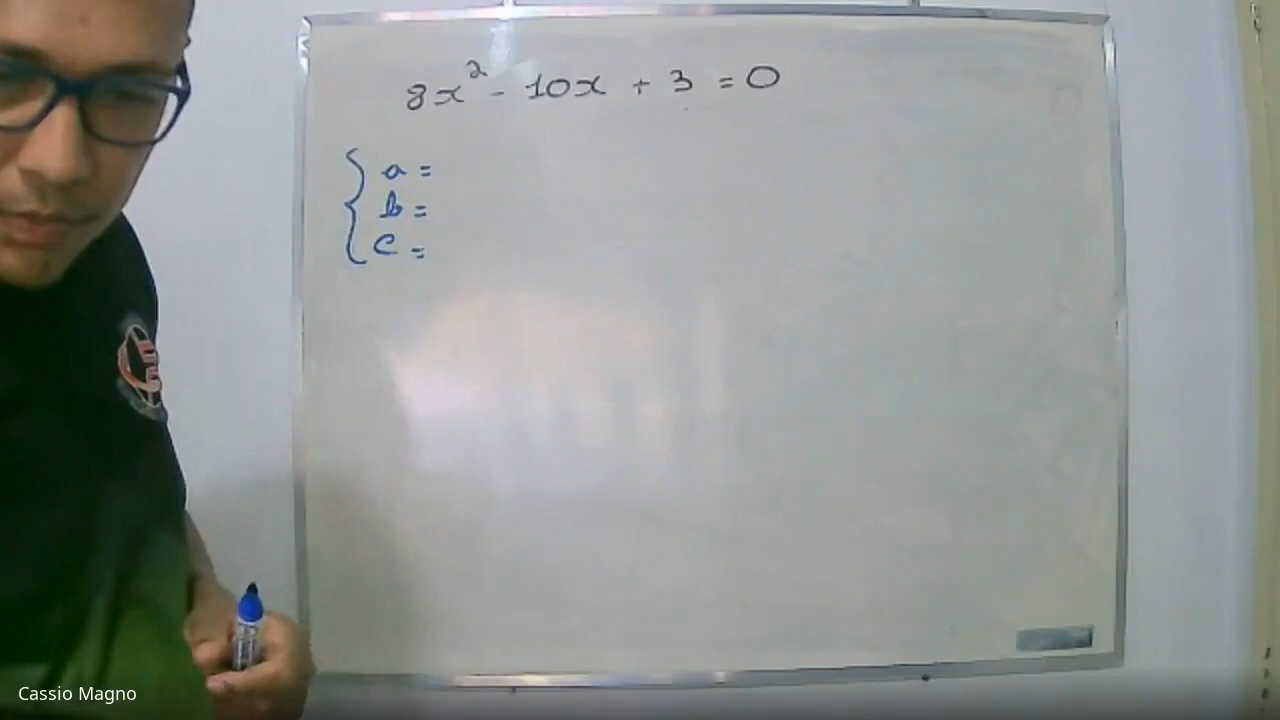 8x² - 10x + 3 = 0
a =
b =
c =
Cassio Magno